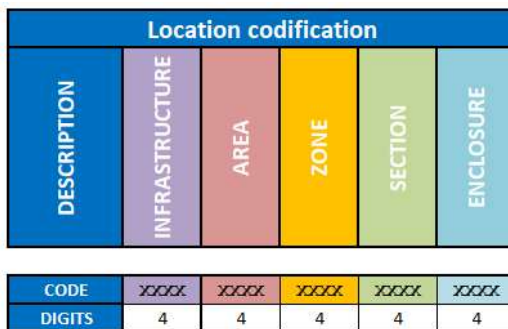 Location codification
DESCRIPTION INFRASTRUCTURE AREA ZONE SECTION ENCLOSURE
CODE XXXX XXXX XXXX XXXX XXXX
DIGITS 4 4 4 4 4